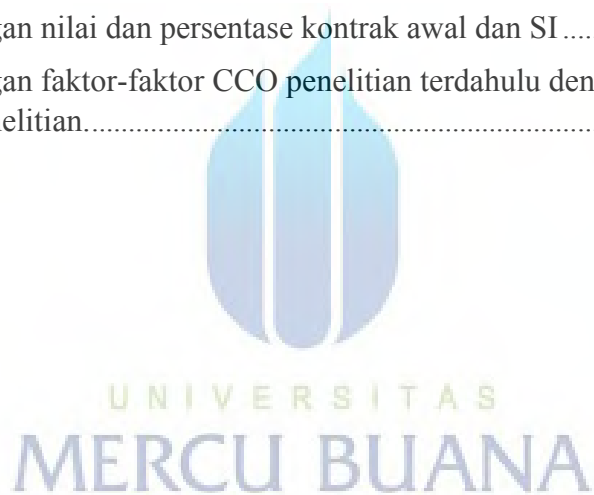 gan nilai dan persentase kontrak awal dan SI....
gan faktor-faktor CCO penelitian terdahulu den
elitian.................................................................
UNIVERSITAS
MERCU BUANA